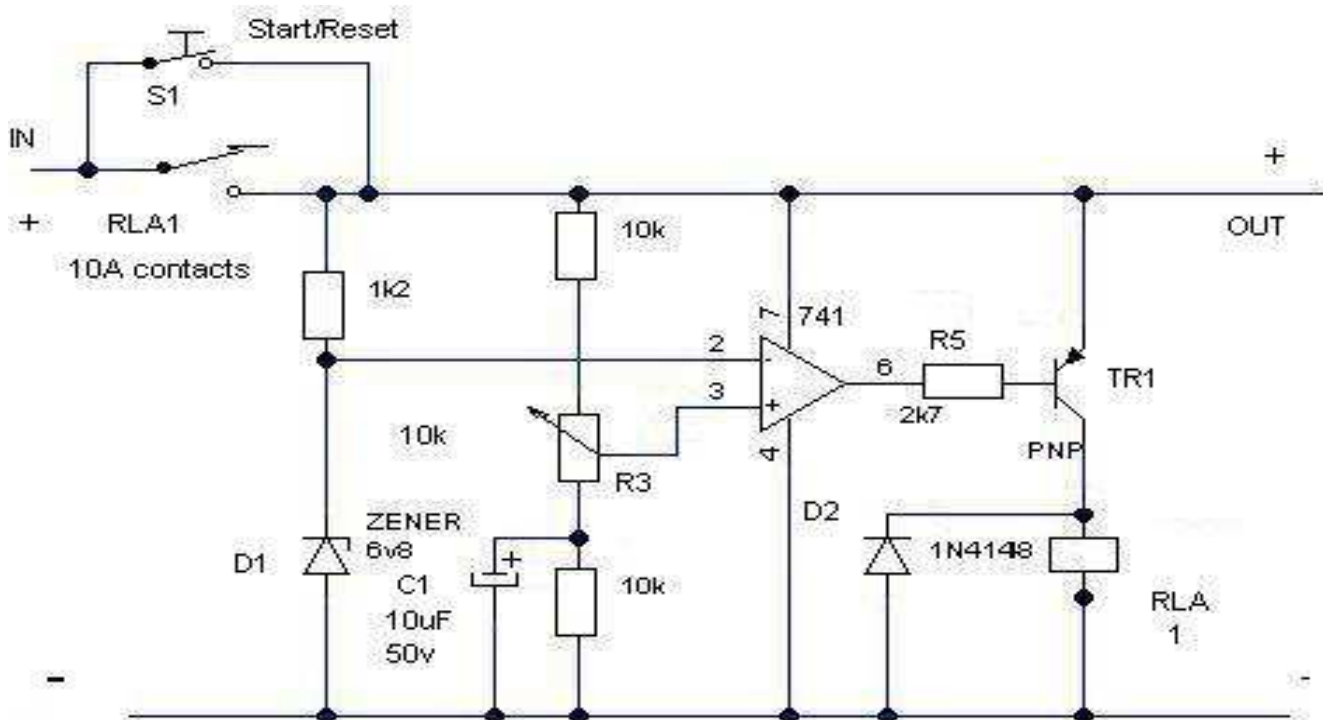 Start/Reset
S1
IN
+
+
RLA1
10k
OUT
10A contacts
1k2
7
741
2
6
R5
3
TR1
10k
2k7
4
PNP
R3
D2
ZENER
6v8
D1
1N4148
C1
+
10k
10uF
RLA
50v
1
-
-
-
+